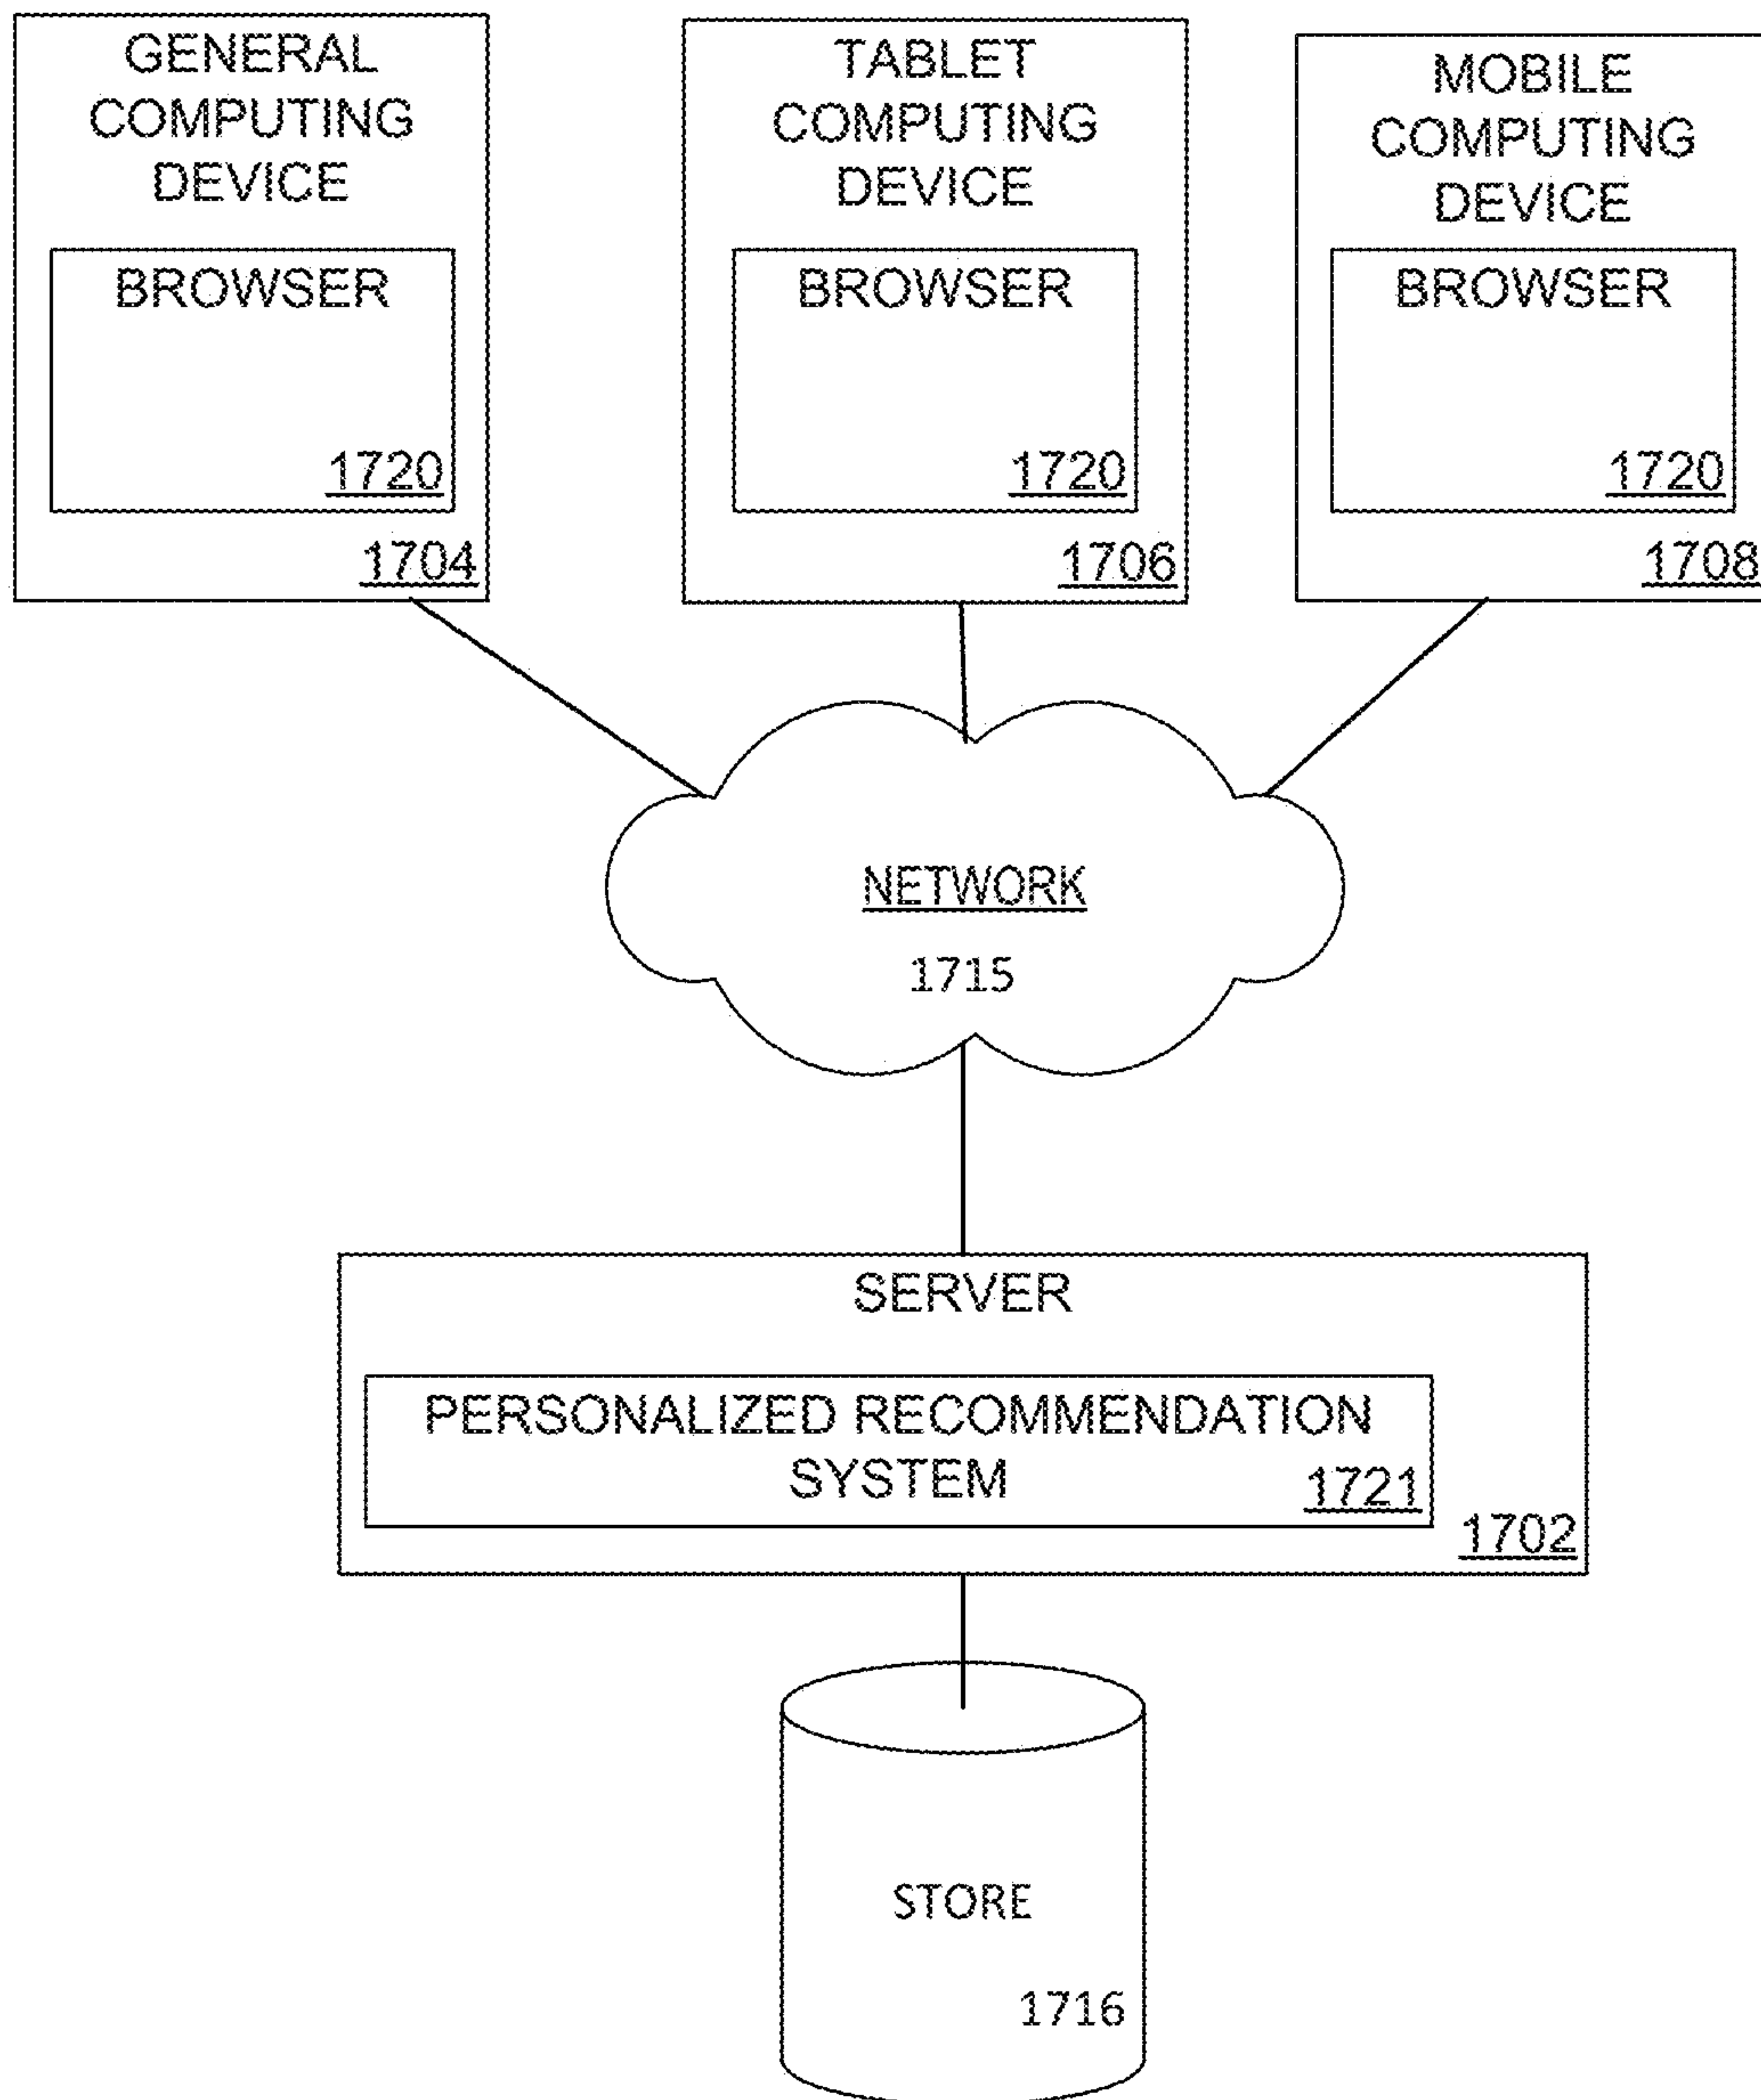 GENERAL
COMPUTING
DEVICE
BROWSER
1720
1704
TABLET
COMPUTING
DEVICE
BROWSER
1720
1706
MOBILE
COMPUTING
DEVICE
BROWSER
1720
1708
NETWORK
1715
SERVER
PERSONALIZED RECOMMENDATION
SYSTEM
1721
1702
STORE
1716